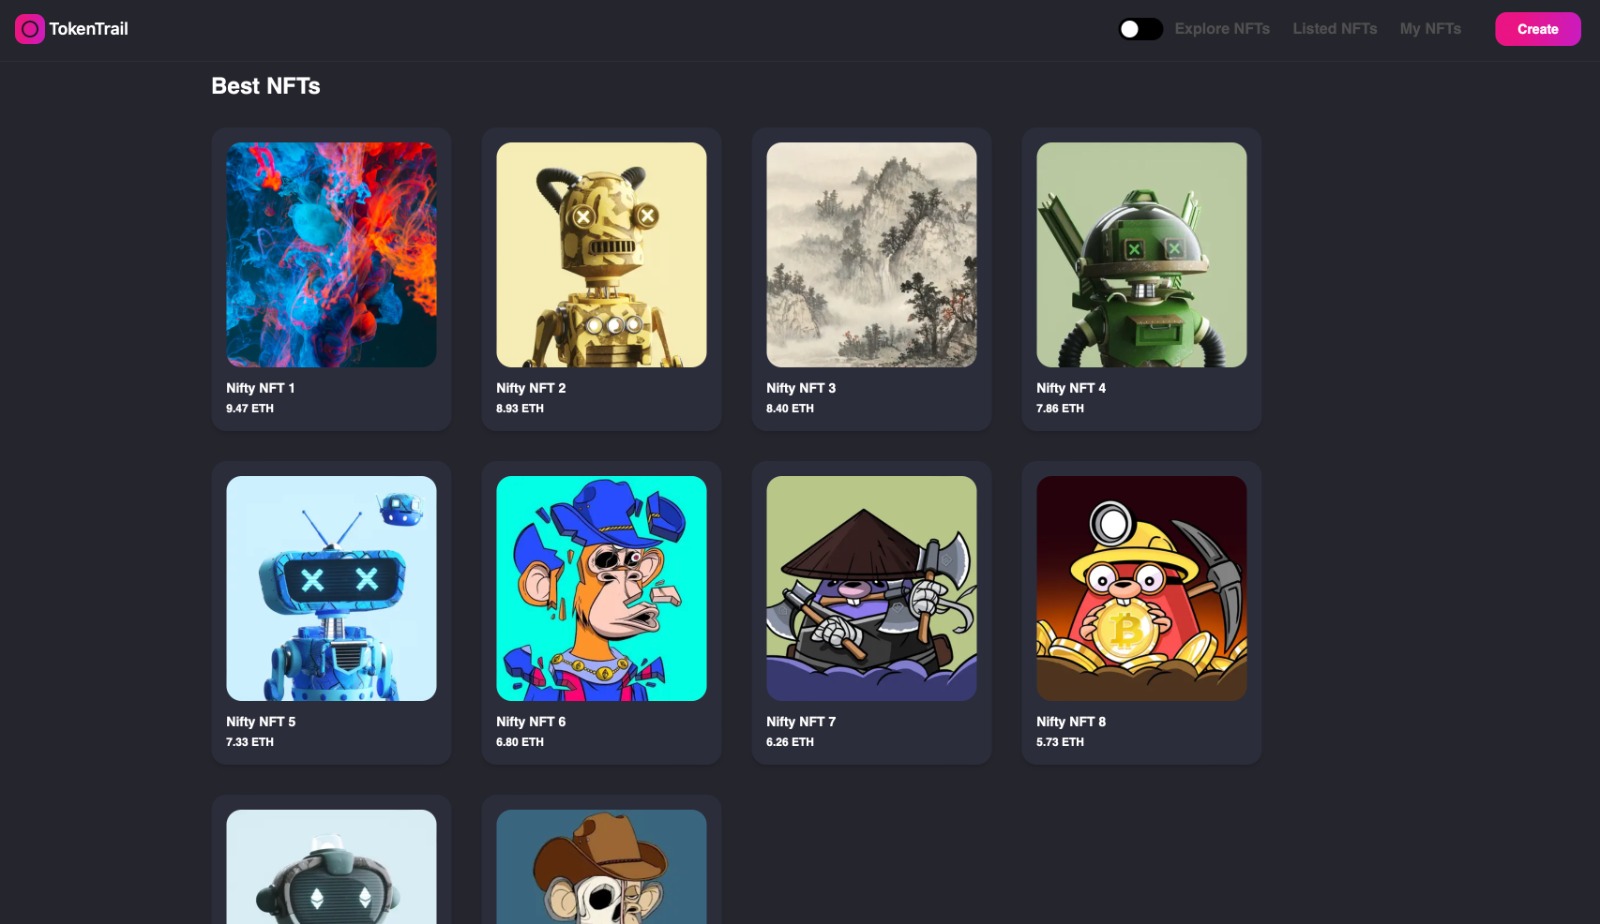 TokenTrail
Explore NFTs Listed NFTs My NFTs Create
Best NFTs
Nifty NFT 1
9.47 ETH
Nifty NFT 2
8.93 ETH
Nifty NFT 3
8.40 ETH
Nifty NFT 4
7.86 ETH
Nifty NFT 5
7.33 ETH
Nifty NFT 6
6.80 ETH
Nifty NFT 7
6.26 ETH
Nifty NFT 8
5.73 ETH